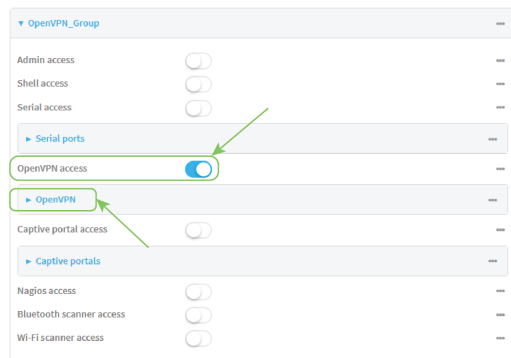 OpenVPN_Group
Admin access
Shell access
Serial access
Serial ports
OpenVPN access
OpenVPN
Captive portal access
Captive portals
Nagios access
Bluetooth scanner access
Wi-Fi scanner access